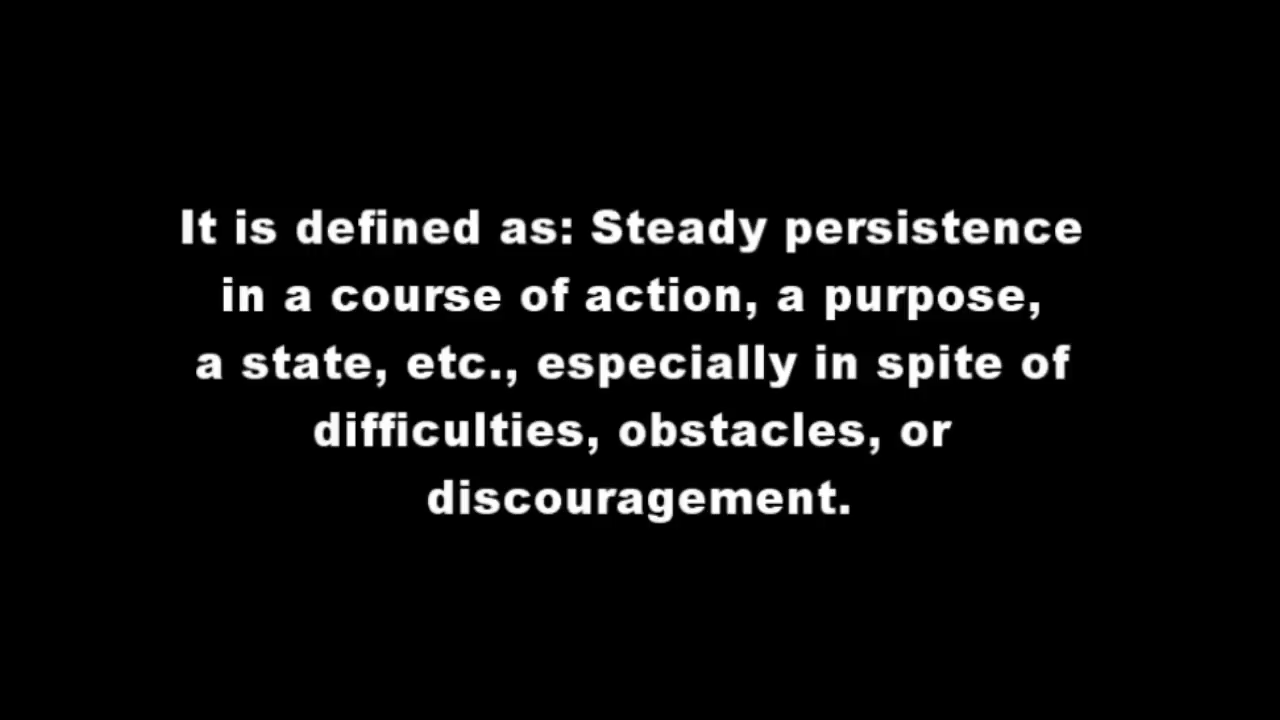 It is defined as: Steady persistence
in a course of action, a purpose,
a state, etc., especially in spite of
difficulties, obstacles, or
discouragement.